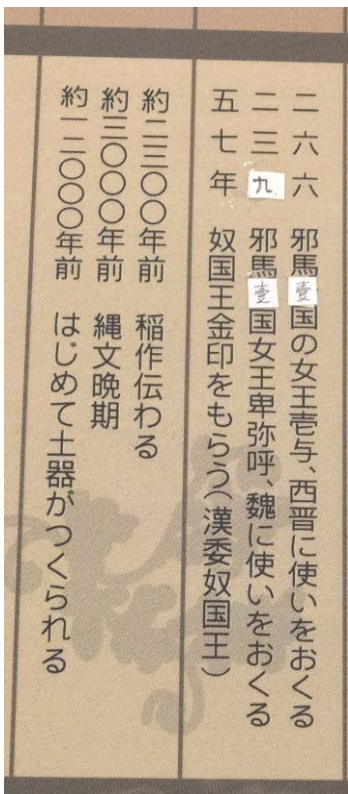 二六六 邪馬壹国の女王壱与、西晋に使いをおくる
二三九 邪馬壹国女王卑弥呼、魏に使いをおくる
五七年 奴国王金印をもらう(漢委奴国王)
約二三〇〇年前 稲作伝わる
約三〇〇〇年前 縄文晩期
約一二〇〇〇年前 はじめて土器がつくられる